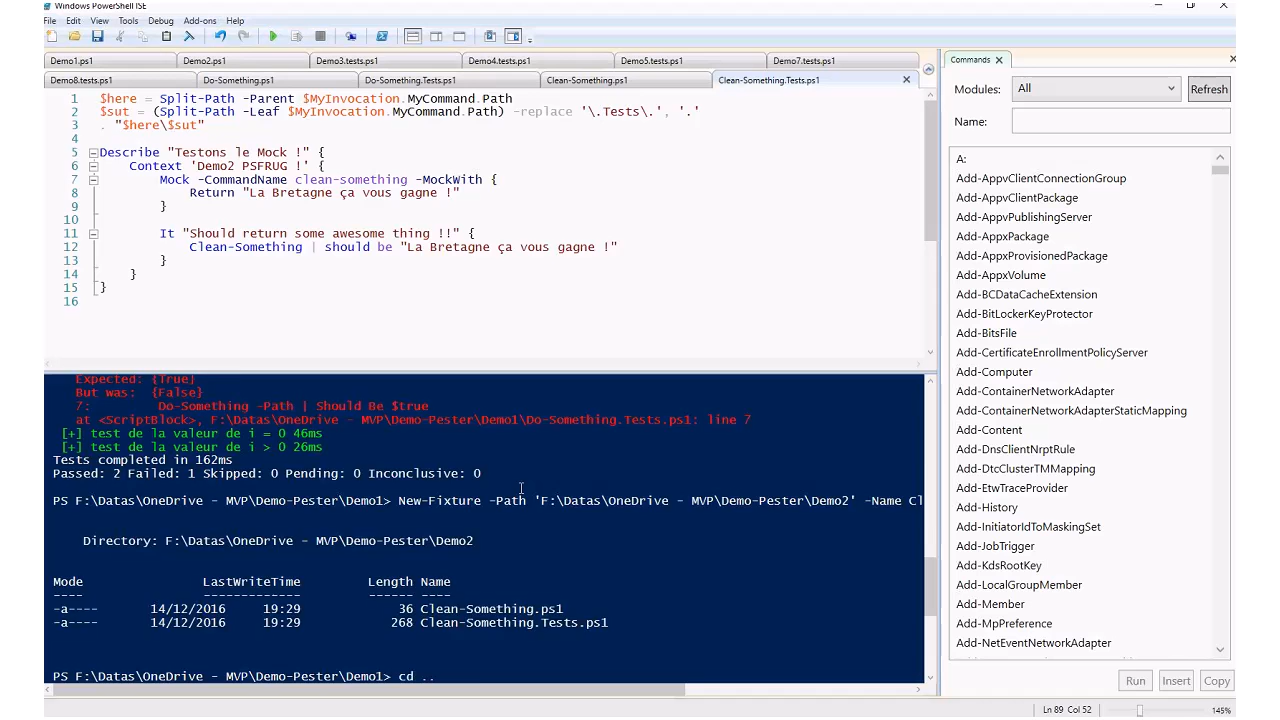 Windows PowerShell ISE
File Edit View Tools Debug Add-ons Help
Demo1.ps1 Demo2.ps1 Demo3.tests.ps1 Demo4.tests.ps1 Demo5.tests.ps1 Demo7.tests.ps1
Demo8.tests.ps1 Do-Something.ps1 Do-Something.Tests.ps1 Clean-Something.ps1 Clean-Something.Tests.ps1
1 $here = Split-Path -Parent $MyInvocation.MyCommand.Path
2 $sut = (Split-Path -Leaf $MyInvocation.MyCommand.Path) -replace '\.Tests\.', '.'
3 . "$here\$sut"
4
5 Describe "Testons le Mock !" {
6 Context 'Demo2 PSFRUG !' {
7 Mock -CommandName clean-something -MockWith {
8 Return "La Bretagne ça vous gagne !"
9 }
10
11 It "Should return some awesome thing !!" {
12 Clean-Something | should be "La Bretagne ça vous gagne !"
13 }
14 }
15 }
16
Expected: {True}
But was: {False}
7: Do-Something -Path | Should Be $true
at <ScriptBlock>, F:\Datas\OneDrive - MVP\Demo-Pester\Demo1\Do-Something.Tests.ps1: line 7
[+] test de la valeur de i = 0 46ms
[+] test de la valeur de i > 0 26ms
Tests completed in 162ms
Passed: 2 Failed: 1 Skipped: 0 Pending: 0 Inconclusive: 0
PS F:\Datas\OneDrive - MVP\Demo-Pester\Demo1> New-Fixture -Path 'F:\Datas\OneDrive - MVP\Demo-Pester\Demo2' -Name Cl
Directory: F:\Datas\OneDrive - MVP\Demo-Pester\Demo2
Mode LastWriteTime Length Name
---- ------------- ------ ----
-a---- 14/12/2016 19:29 36 Clean-Something.ps1
-a---- 14/12/2016 19:29 268 Clean-Something.Tests.ps1
PS F:\Datas\OneDrive - MVP\Demo-Pester\Demo1> cd ..
Commands
Modules: All Refresh
Name:
A:
Add-AppvClientConnectionGroup
Add-AppvClientPackage
Add-AppvPublishingServer
Add-AppxPackage
Add-AppxProvisionedPackage
Add-AppxVolume
Add-BCDataCacheExtension
Add-BitLockerKeyProtector
Add-BitsFile
Add-CertificateEnrollmentPolicyServer
Add-Computer
Add-ContainerNetworkAdapter
Add-ContainerNetworkAdapterStaticMapping
Add-Content
Add-DnsClientNrptRule
Add-DtcClusterTMMapping
Add-EtwTraceProvider
Add-History
Add-InitiatorIdToMaskingSet
Add-JobTrigger
Add-KdsRootKey
Add-LocalGroupMember
Add-Member
Add-MpPreference
Add-NetEventNetworkAdapter
Run Insert Copy
Ln 89 Col 52 145%